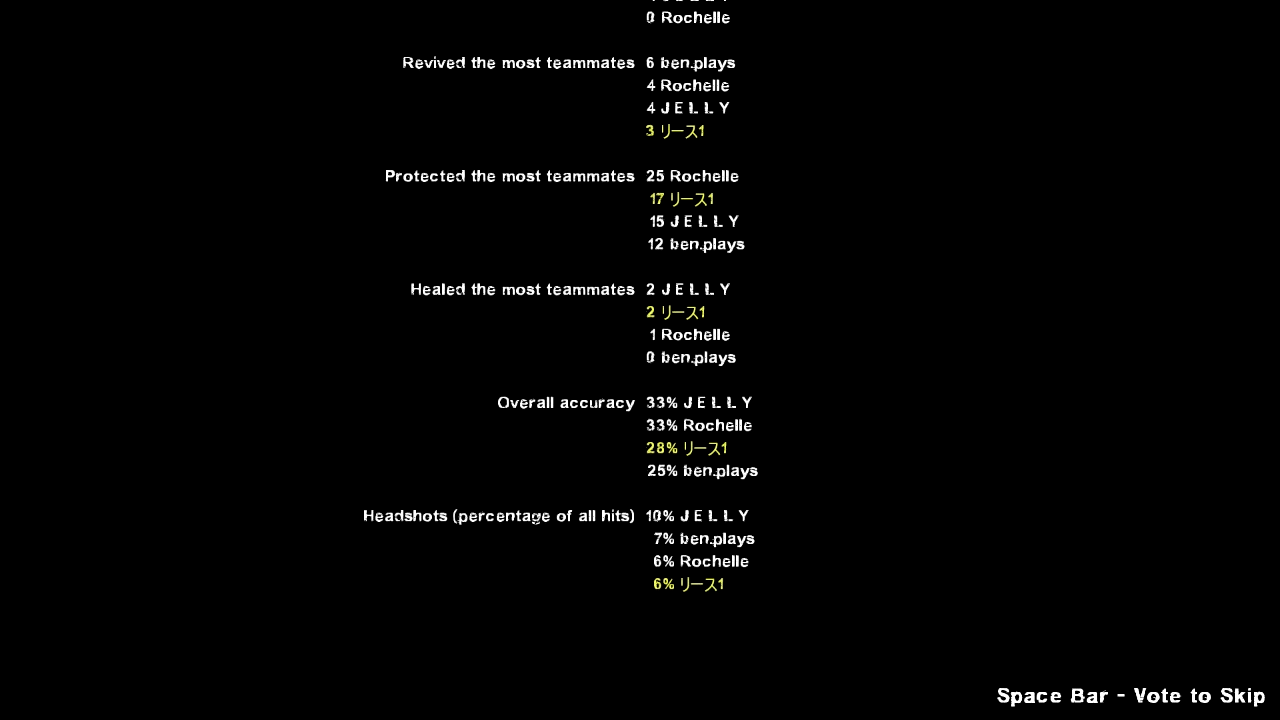 0 Rochelle
Revived the most teammates 6 ben.plays
4 Rochelle
4 J E L L Y
3 リース1
Protected the most teammates 25 Rochelle
17 リース1
15 J E L L Y
12 ben.plays
Healed the most teammates 2 J E L L Y
2 リース1
1 Rochelle
0 ben.plays
Overall accuracy 33% J E L L Y
33% Rochelle
28% リース1
25% ben.plays
Headshots (percentage of all hits) 10% J E L L Y
7% ben.plays
6% Rochelle
6% リース1
Space Bar - Vote to Skip